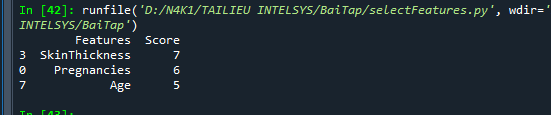 In [42]: runfile('D:/N4K1/TAILIEU INTELSYS/BaiTap/selectFeatures.py', wdir='
INTELSYS/BaiTap')
Features Score
3 SkinThickness 7
0 Pregnancies 6
7 Age 5
In [43]: